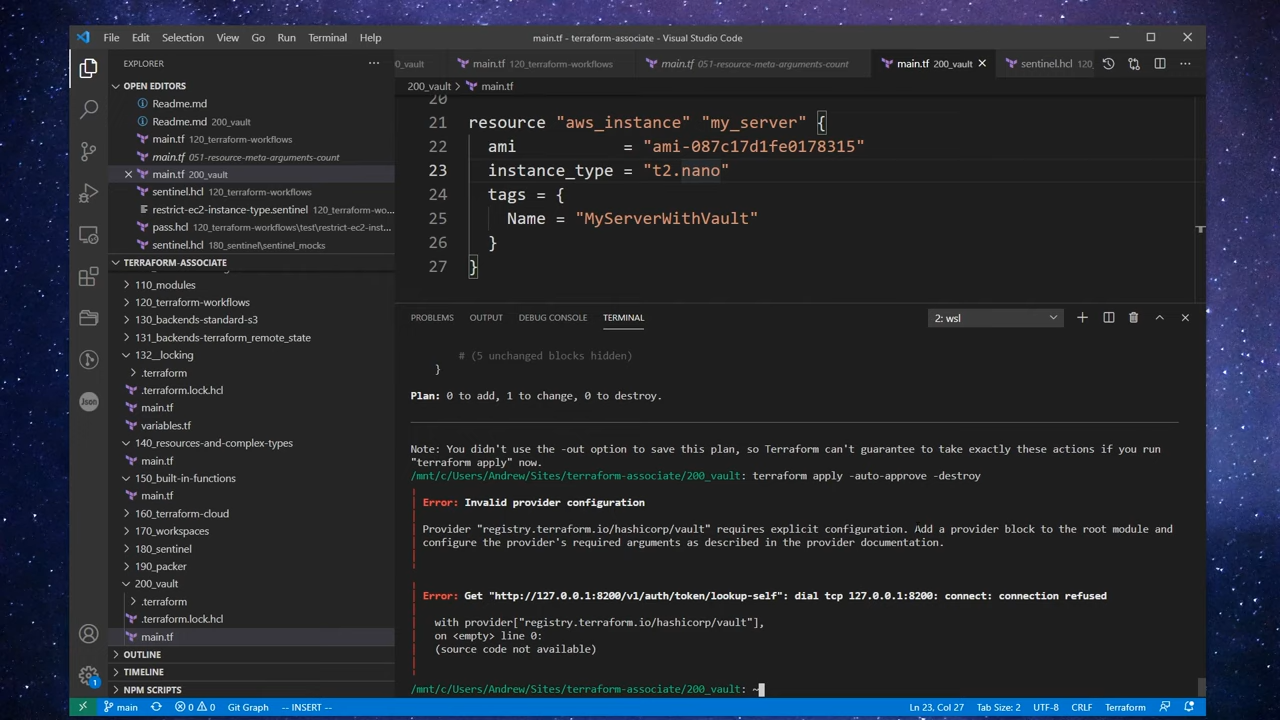 File Edit Selection View Go Run Terminal Help
main.tf - terraform-associate - Visual Studio Code
EXPLORER
_vault
main.tf 120_terraform-workflows
main.tf 051-resource-meta-arguments-count
main.tf 200_vault
sentinel.hcl 120_
OPEN EDITORS
Readme.md
Readme.md 200_vault
main.tf 120_terraform-workflows
main.tf 051-resource-meta-arguments-count
main.tf 200_vault
sentinel.hcl 120_terraform-workflows
restrict-ec2-instance-type.sentinel 120_terraform-wo...
pass.hcl 120_terraform-workflows\test\restrict-ec2-inst...
sentinel.hcl 180_sentinel\sentinel_mocks
TERRAFORM-ASSOCIATE
110_modules
120_terraform-workflows
130_backends-standard-s3
131_backends-terraform_remote_state
132__locking
.terraform
.terraform.lock.hcl
main.tf
variables.tf
140_resources-and-complex-types
main.tf
150_built-in-functions
main.tf
160_terraform-cloud
170_workspaces
180_sentinel
190_packer
200_vault
.terraform
.terraform.lock.hcl
main.tf
OUTLINE
TIMELINE
NPM SCRIPTS
Json
1
200_vault > main.tf
20
21 resource "aws_instance" "my_server" {
22 ami = "ami-087c17d1fe0178315"
23 instance_type = "t2.nano"
24 tags = {
25 Name = "MyServerWithVault"
26 }
27 }
PROBLEMS OUTPUT DEBUG CONSOLE TERMINAL
2: wsl
# (5 unchanged blocks hidden)
}
Plan: 0 to add, 1 to change, 0 to destroy.
Note: You didn't use the -out option to save this plan, so Terraform can't guarantee to take exactly these actions if you run
"terraform apply" now.
/mnt/c/Users/Andrew/Sites/terraform-associate/200_vault: terraform apply -auto-approve -destroy
Error: Invalid provider configuration
Provider "registry.terraform.io/hashicorp/vault" requires explicit configuration. Add a provider block to the root module and
configure the provider's required arguments as described in the provider documentation.
Error: Get "http://127.0.0.1:8200/v1/auth/token/lookup-self": dial tcp 127.0.0.1:8200: connect: connection refused
with provider["registry.terraform.io/hashicorp/vault"],
on <empty> line 0:
(source code not available)
/mnt/c/Users/Andrew/Sites/terraform-associate/200_vault: ~
main 0 0 Git Graph -- INSERT -- Ln 23, Col 27 Tab Size: 2 UTF-8 CRLF Terraform